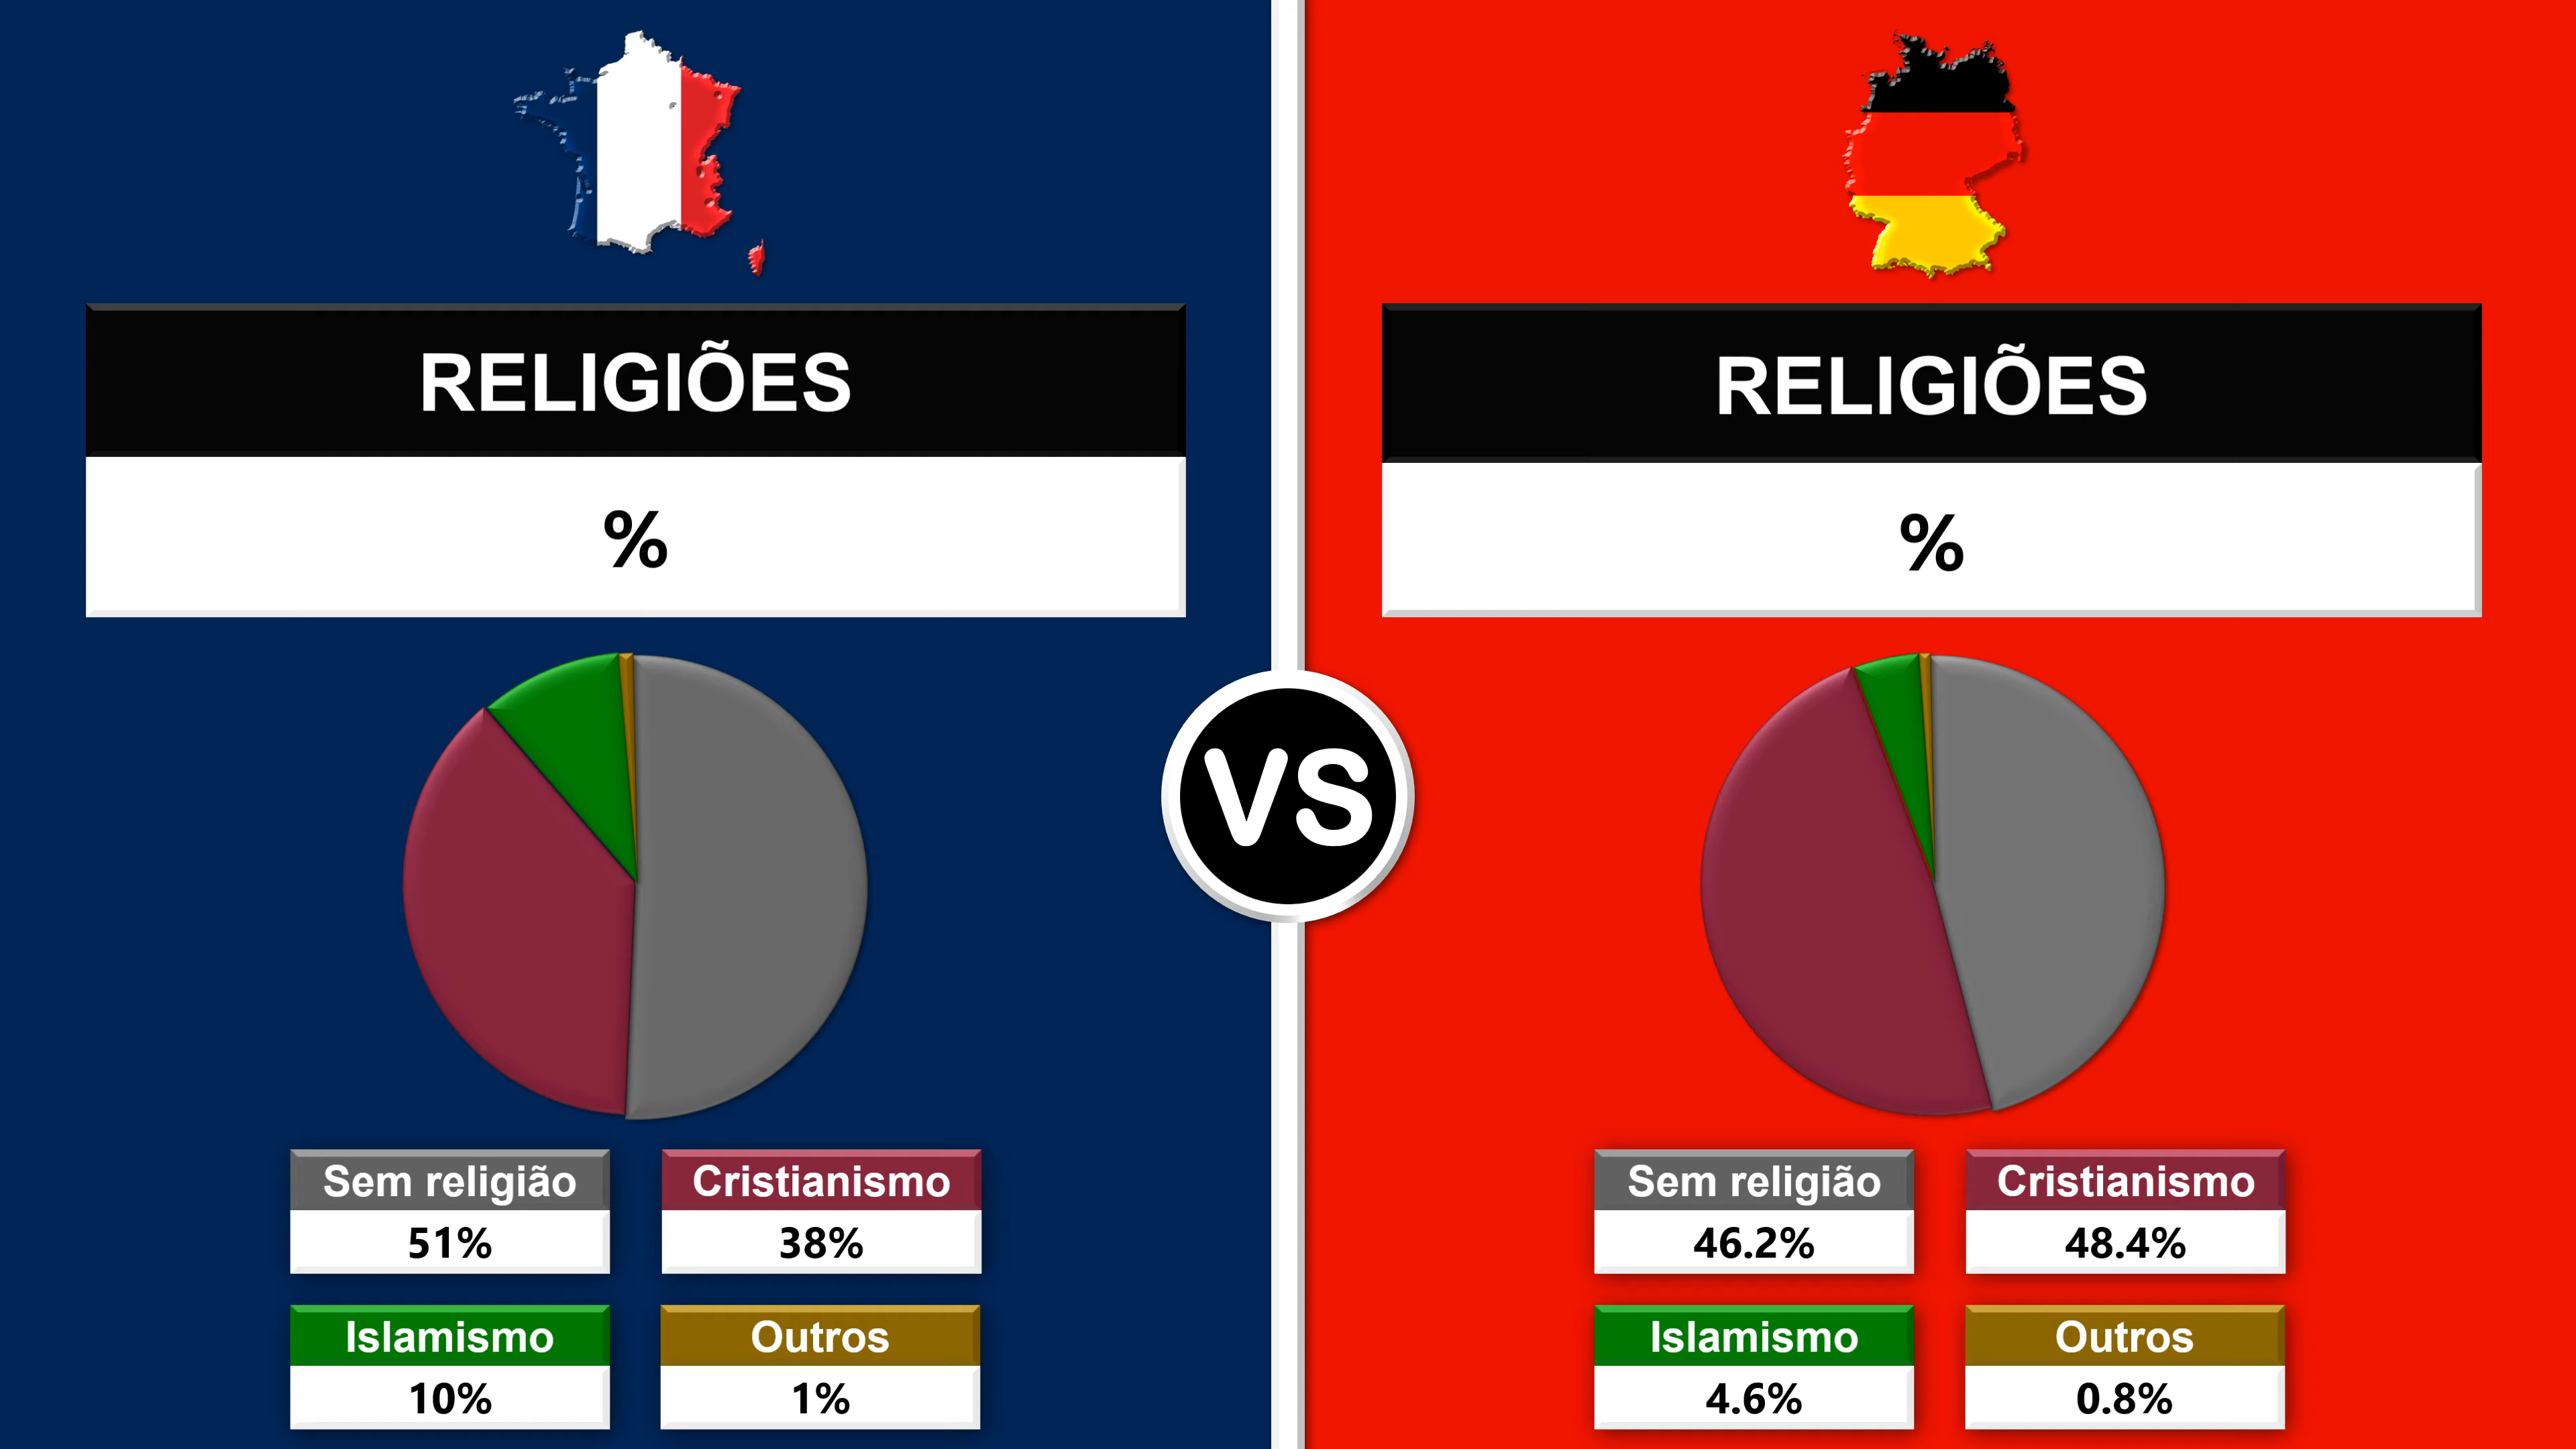 RELIGIÕES
%
Sem religião
51%
Cristianismo
38%
Islamismo
10%
Outros
1%
VS
RELIGIÕES
%
Sem religião
46.2%
Cristianismo
48.4%
Islamismo
4.6%
Outros
0.8%